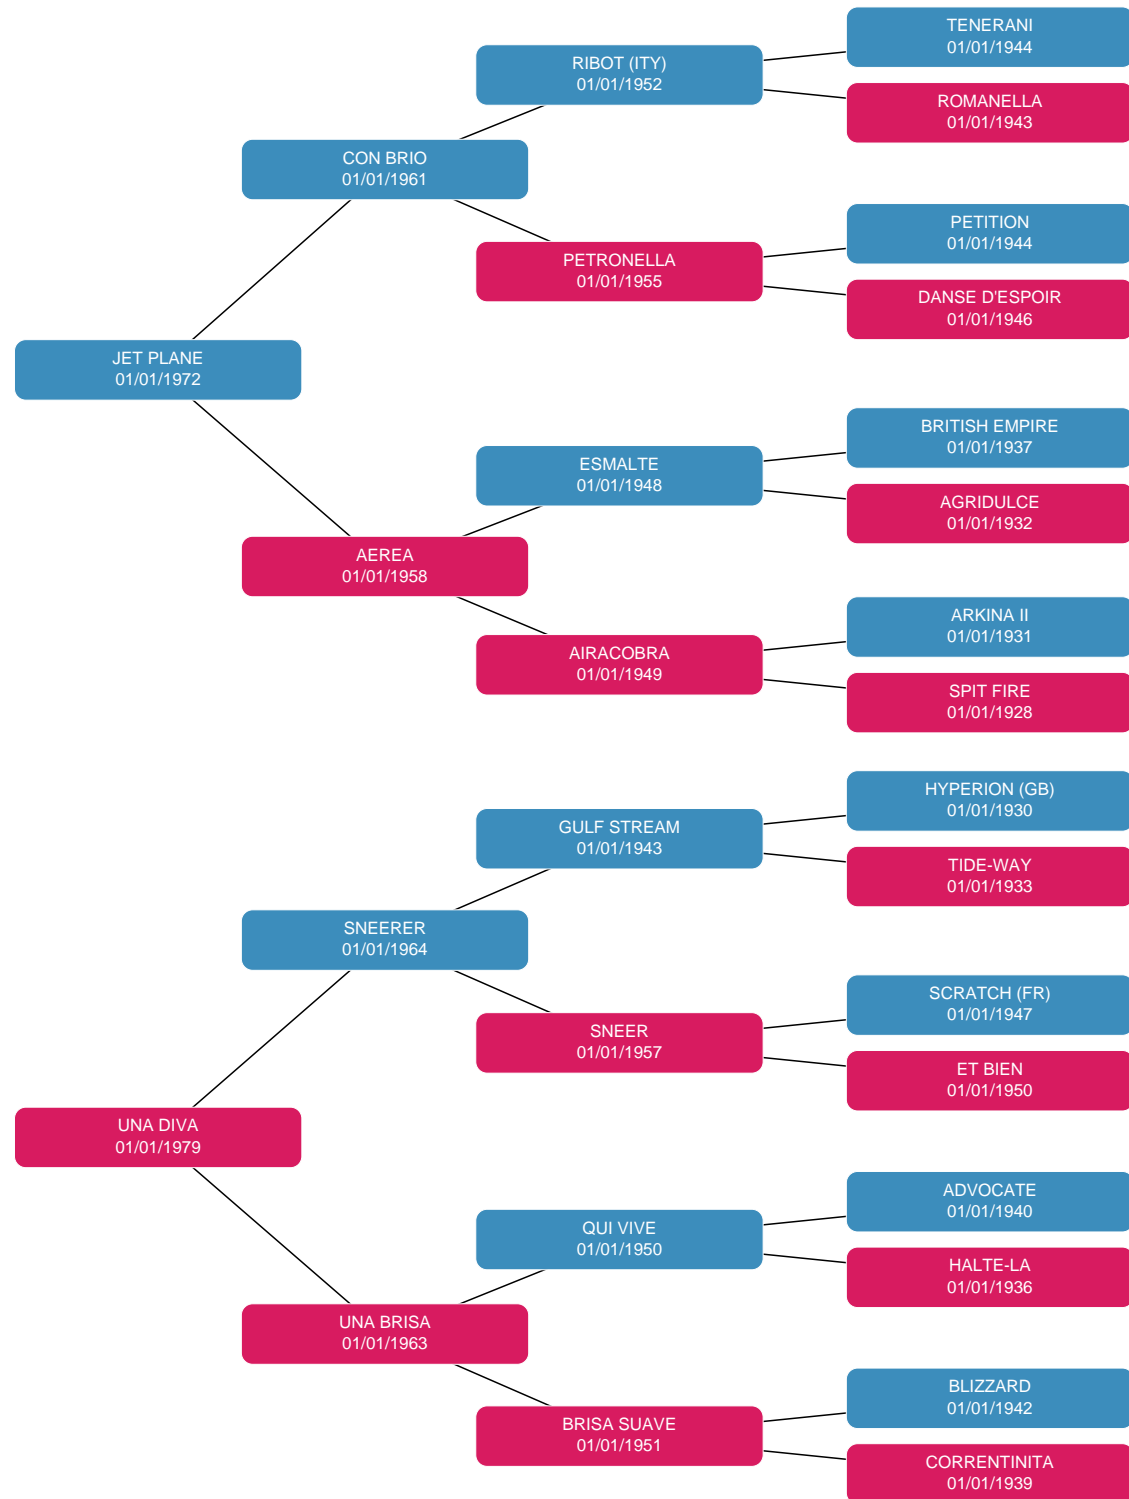 TENERANI
01/01/1944
RIBOT (ITY)
01/01/1952
ROMANELLA
01/01/1943
CON BRIO
01/01/1961
PETITION
01/01/1944
PETRONELLA
01/01/1955
DANSE D'ESPOIR
01/01/1946
JET PLANE
01/01/1972
BRITISH EMPIRE
01/01/1937
ESMALTE
01/01/1948
AGRIDULCE
01/01/1932
AEREA
01/01/1958
ARKINA II
01/01/1931
AIRACOBRA
01/01/1949
SPIT FIRE
01/01/1928
HYPERION (GB)
01/01/1930
GULF STREAM
01/01/1943
TIDE-WAY
01/01/1933
SNEERER
01/01/1964
SCRATCH (FR)
01/01/1947
SNEER
01/01/1957
ET BIEN
01/01/1950
UNA DIVA
01/01/1979
ADVOCATE
01/01/1940
QUI VIVE
01/01/1950
HALTE-LA
01/01/1936
UNA BRISA
01/01/1963
BLIZZARD
01/01/1942
BRISA SUAVE
01/01/1951
CORRENTINITA
01/01/1939